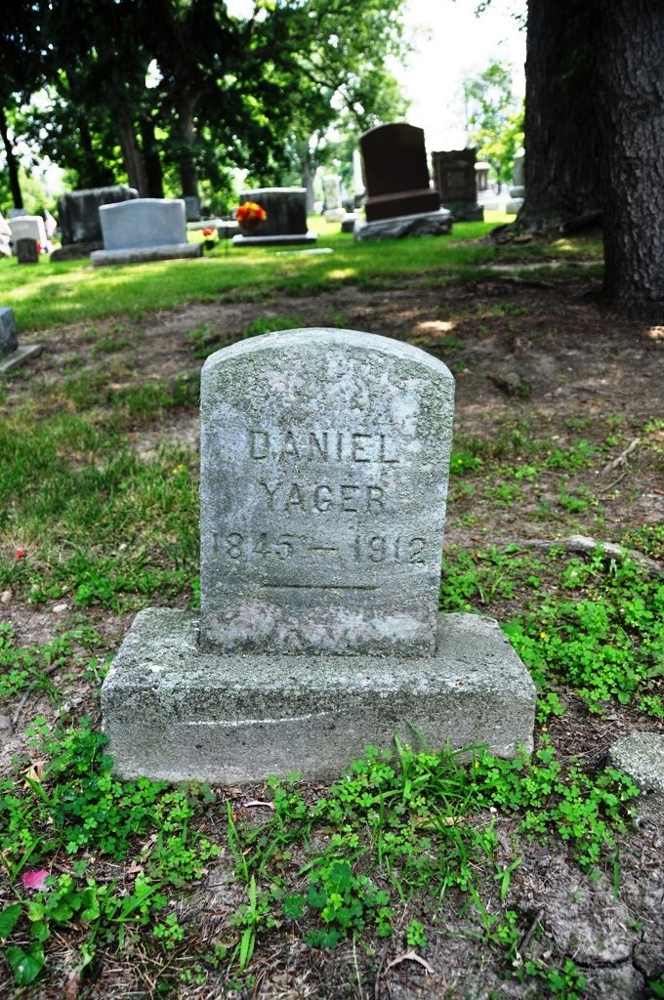 DANIEL
YAGER
1845 — 1912